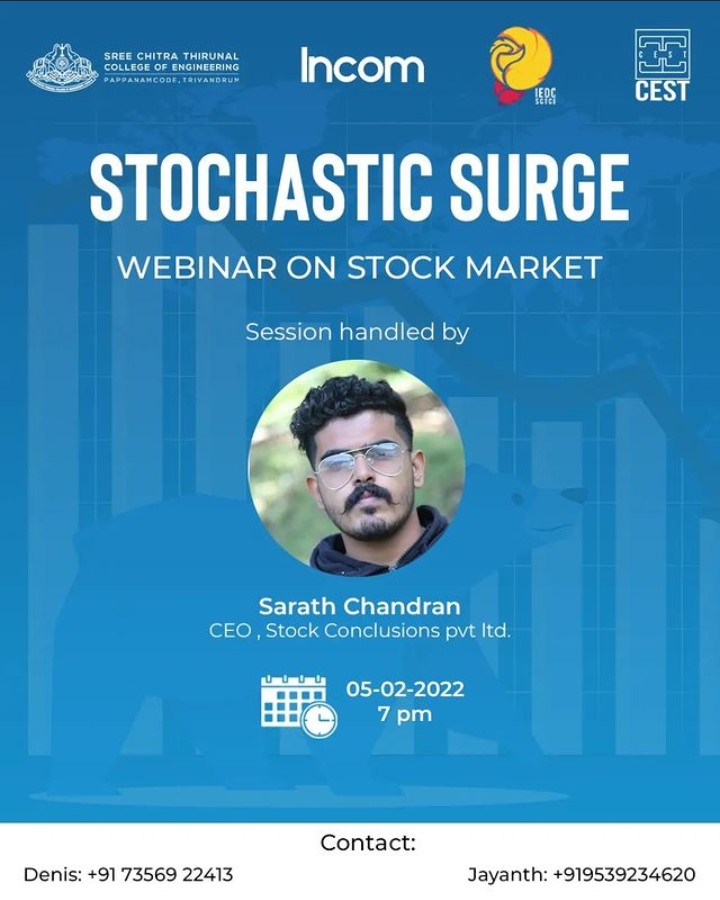 SREE CHITRA THIRUNAL
COLLEGE OF ENGINEERING
PAPPANAMCODE, TRIVANDRUM
Incom
IEDC
SCTCE
C E S T
CEST
STOCHASTIC SURGE
WEBINAR ON STOCK MARKET
Session handled by
Sarath Chandran
CEO , Stock Conclusions pvt ltd.
05-02-2022
7 pm
Contact:
Denis: +91 73569 22413
Jayanth: +919539234620